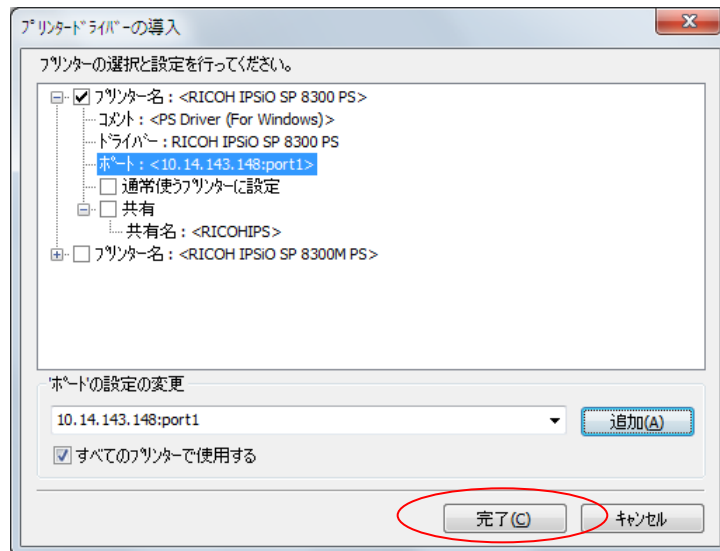 プリンタードライバーの導入
プリンターの選択と設定を行ってください。
プリンター名 : <RICOH IPSiO SP 8300 PS>
コメント : <PS Driver (For Windows)>
ドライバー : RICOH IPSiO SP 8300 PS
ポート : <10.14.143.148:port1>
通常使うプリンターに設定
共有
共有名 : <RICOHIPS>
プリンター名 : <RICOH IPSiO SP 8300M PS>
'ポート'の設定の変更
10.14.143.148:port1
追加(A)
すべてのプリンターで使用する
完了(C)
キャンセル